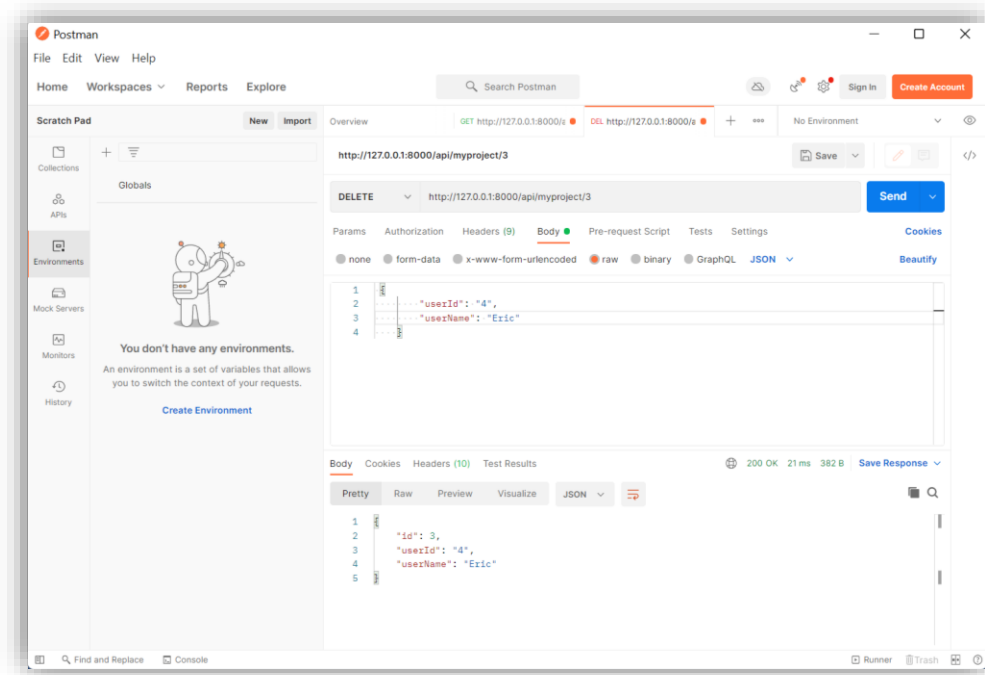 Postman
File Edit View Help
Home Workspaces Reports Explore Search Postman Sign In Create Account
Scratch Pad New Import Overview GET http://127.0.0.1:8000/a DEL http://127.0.0.1:8000/a + No Environment
Collections
APIs
Environments
Mock Servers
Monitors
History
+
Globals
You don't have any environments.
An environment is a set of variables that allows
you to switch the context of your requests.
Create Environment
http://127.0.0.1:8000/api/myproject/3 Save </>
DELETE http://127.0.0.1:8000/api/myproject/3 Send
Params Authorization Headers (9) Body Pre-request Script Tests Settings Cookies
none form-data x-www-form-urlencoded raw binary GraphQL JSON Beautify
1 {
2 "userId": "4",
3 "userName": "Eric"
4 }
Body Cookies Headers (10) Test Results 200 OK 21 ms 382 B Save Response
Pretty Raw Preview Visualize JSON
1 {
2 "id": 3,
3 "userId": "4",
4 "userName": "Eric"
5 }
Find and Replace Console Runner Trash